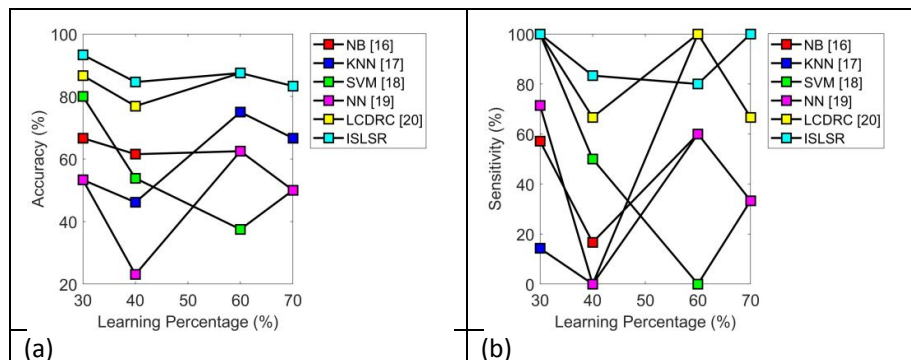 100
80
60
40
20
Accuracy (%)
30 40 50 60 70
Learning Percentage (%)
NB [16]
KNN [17]
SVM [18]
NN [19]
LCDRC [20]
ISLSR
(a)
100
80
60
40
20
0
Sensitivity (%)
30 40 50 60 70
Learning Percentage (%)
NB [16]
KNN [17]
SVM [18]
NN [19]
LCDRC [20]
ISLSR
(b)